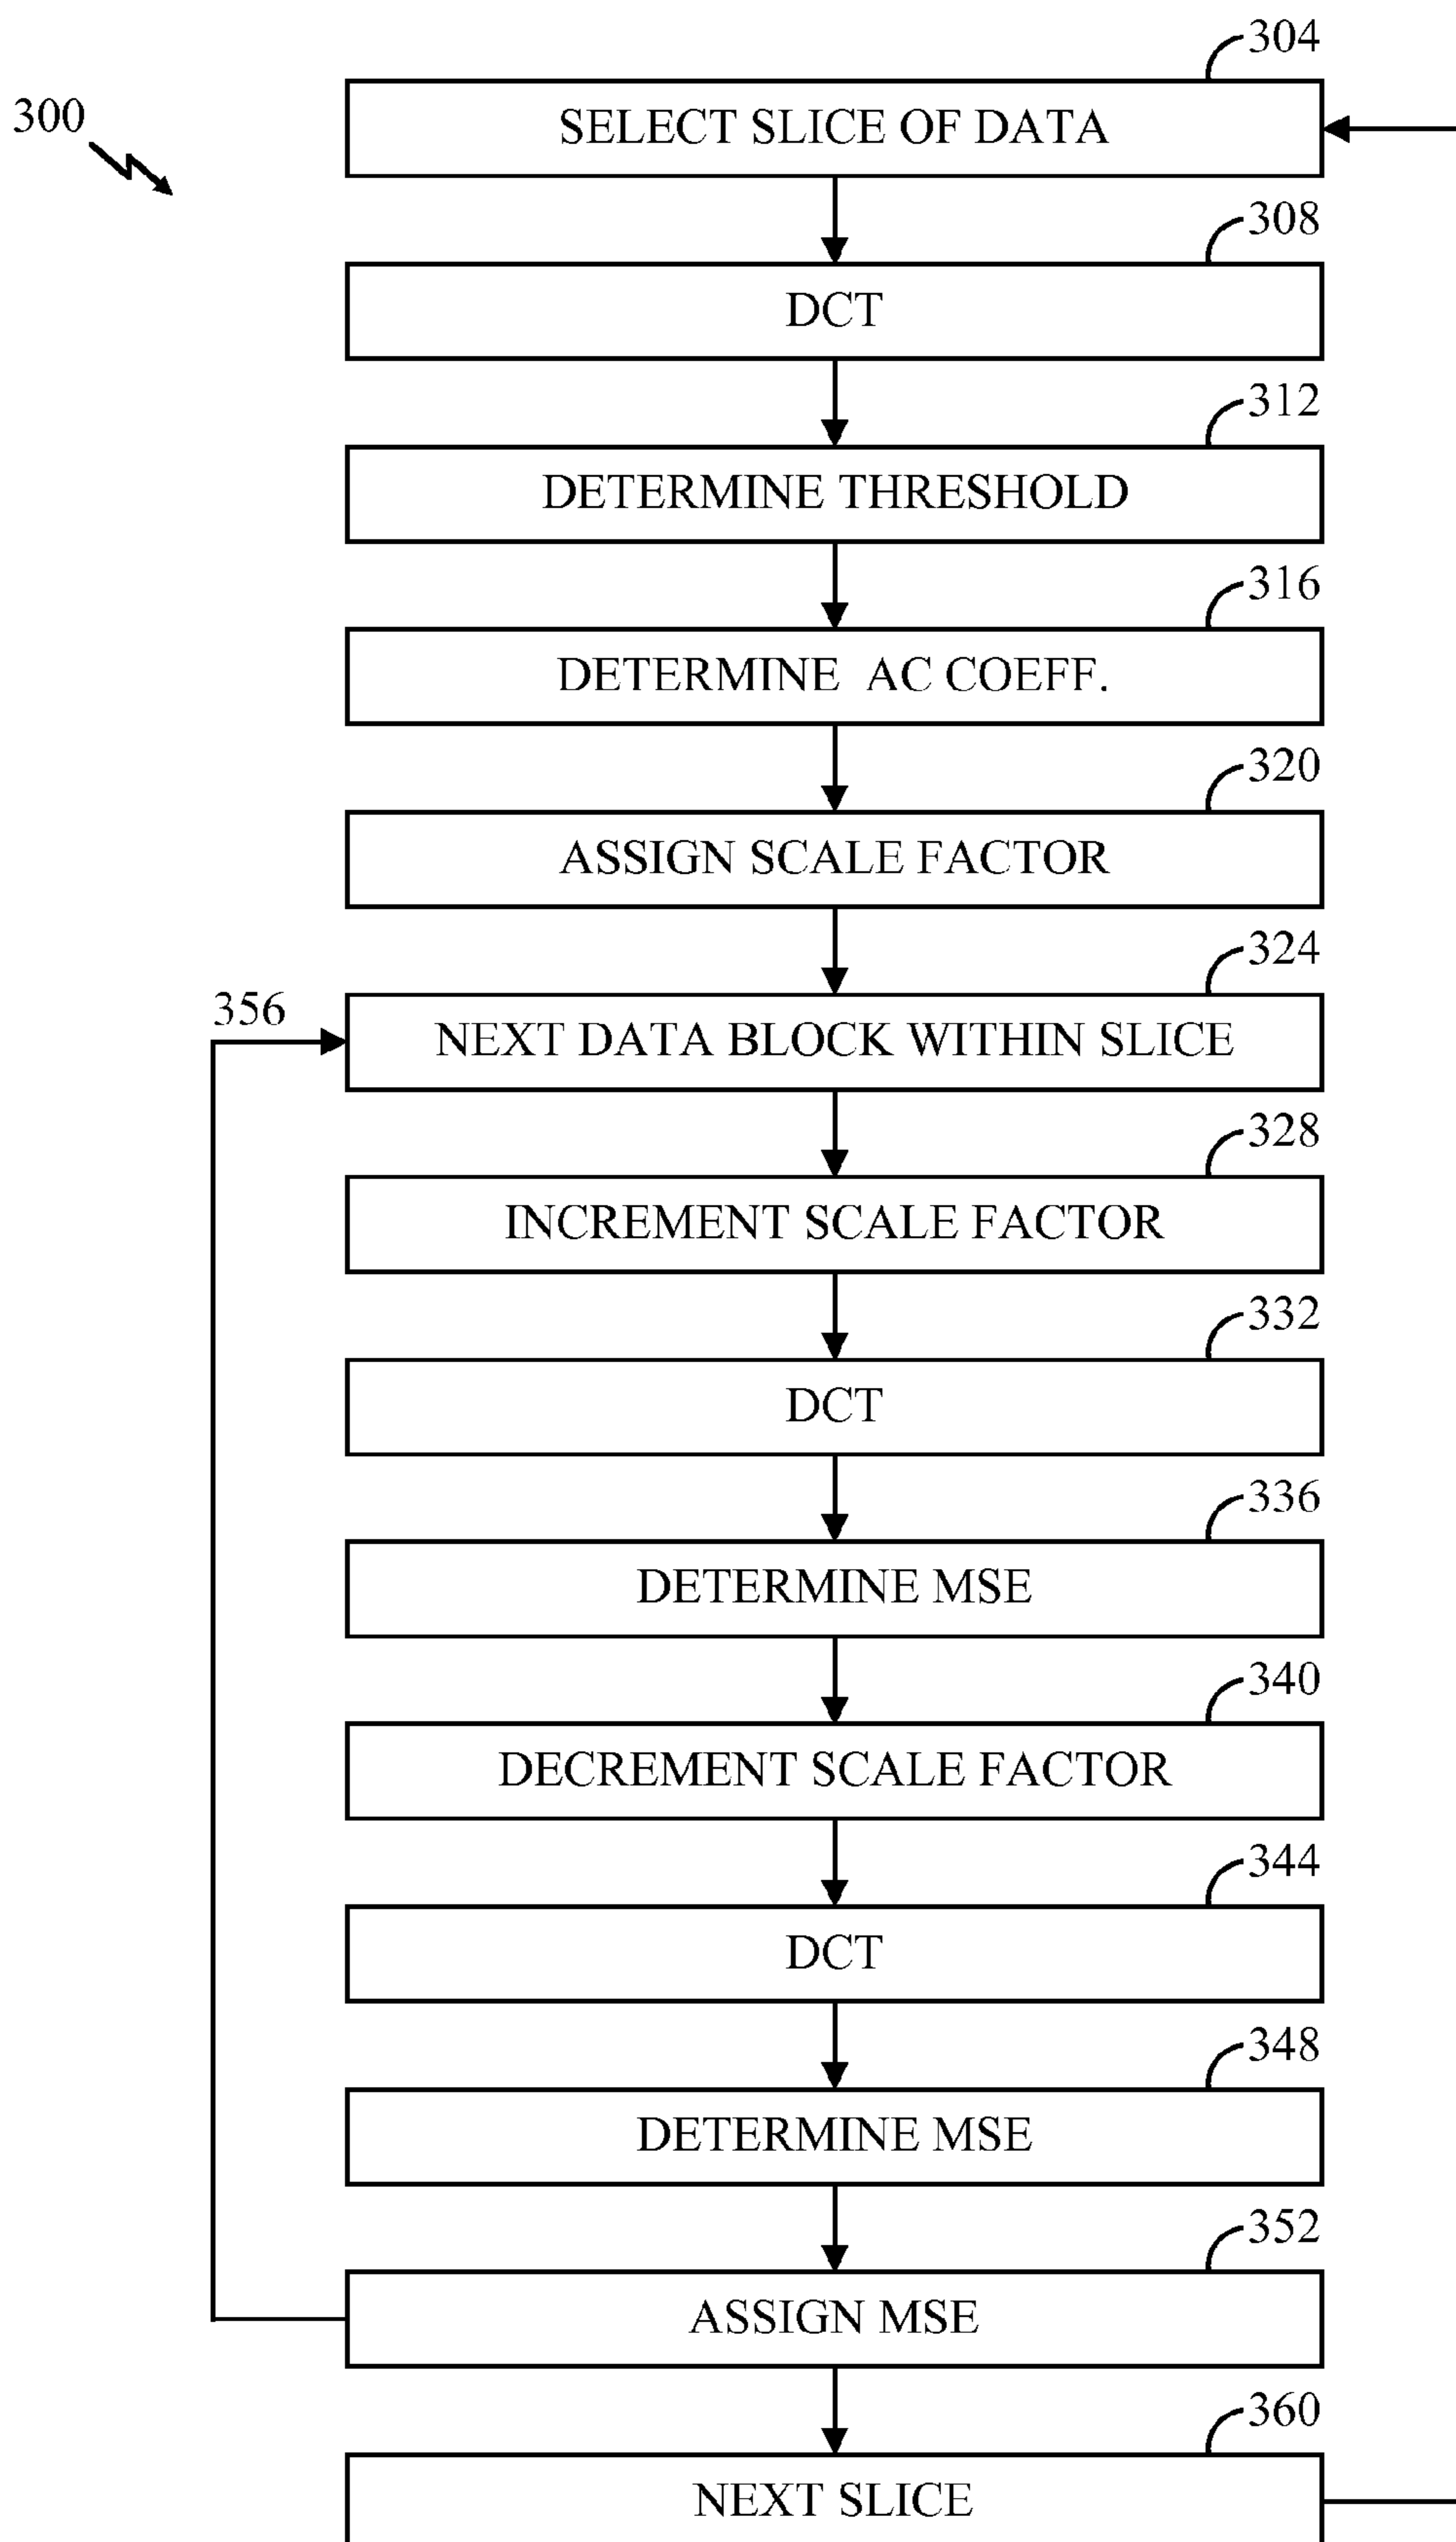 304
300
SELECT SLICE OF DATA
308
DCT
312
DETERMINE THRESHOLD
316
DETERMINE AC COEFF.
320
ASSIGN SCALE FACTOR
324
356
NEXT DATA BLOCK WITHIN SLICE
328
INCREMENT SCALE FACTOR
332
DCT
336
DETERMINE MSE
340
DECREMENT SCALE FACTOR
344
DCT
348
DETERMINE MSE
352
ASSIGN MSE
360
NEXT SLICE